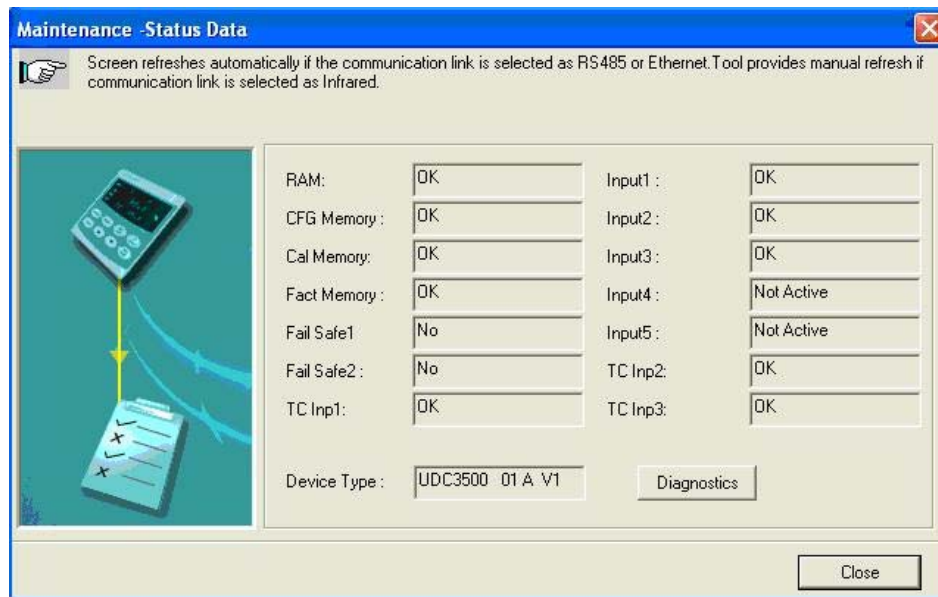 Maintenance -Status Data
Screen refreshes automatically if the communication link is selected as RS485 or Ethernet.Tool provides manual refresh if
communication link is selected as Infrared.
RAM: OK Input1 : OK
CFG Memory : OK Input2 : OK
Cal Memory: OK Input3 : OK
Fact Memory : OK Input4 : Not Active
Fail Safe1 No Input5 : Not Active
Fail Safe2 : No TC Inp2: OK
TC Inp1: OK TC Inp3: OK
Device Type : UDC3500 01 A V1 Diagnostics
Close